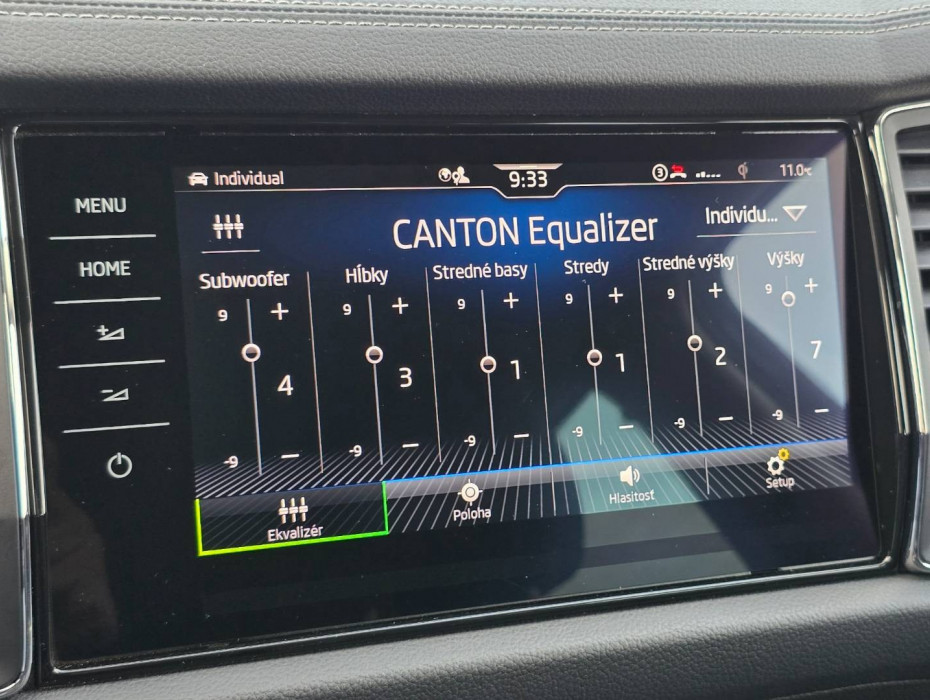 MENU
HOME
Individual
9:33
3
11.0°C
CANTON Equalizer
Individu...
Subwoofer
Hĺbky
Stredné basy
Stredy
Stredné výšky
Výšky
9 +
9 +
9 +
9 +
9 +
9 +
4
3
1
1
2
7
-9 −
-9 −
-9 −
-9 −
-9 −
-9 −
Ekvalizér
Poloha
Hlasitosť
Setup